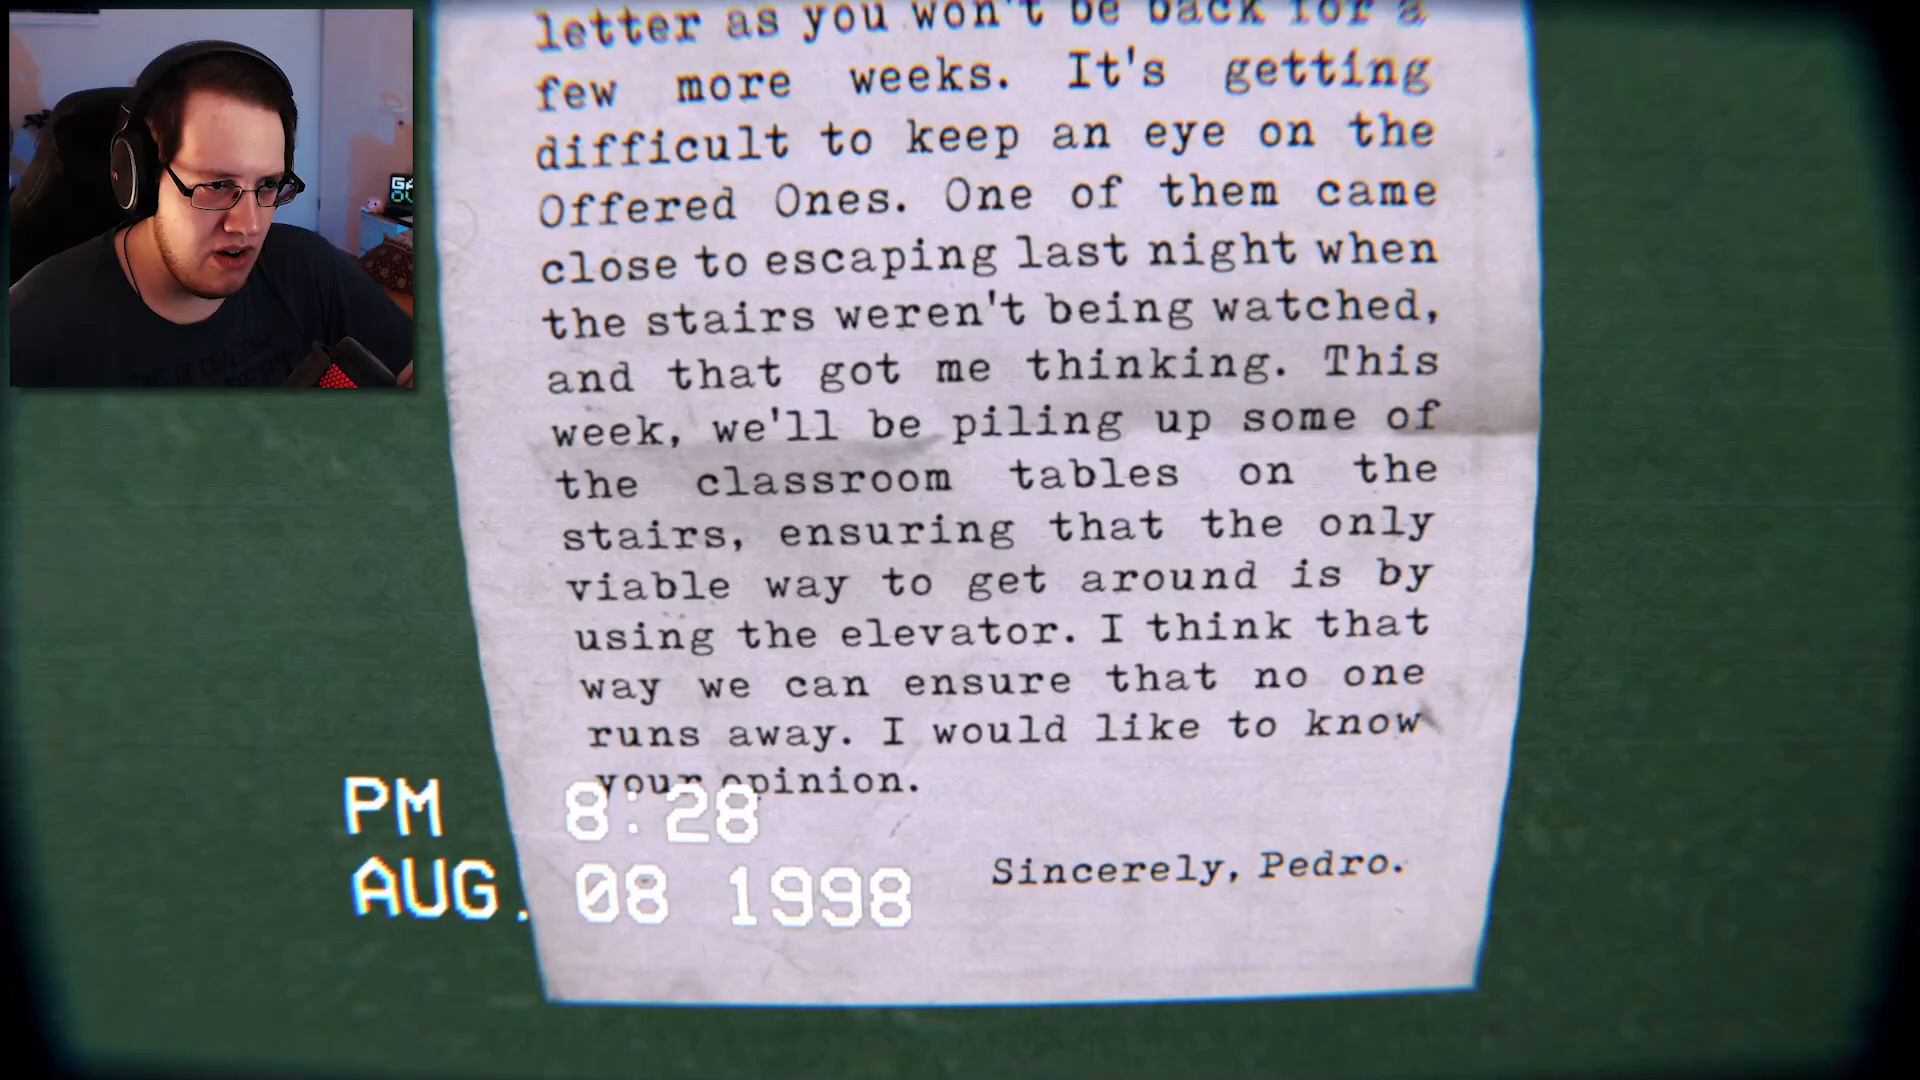 letter as you won't be back for a
few more weeks. It's getting
difficult to keep an eye on the
Offered Ones. One of them came
close to escaping last night when
the stairs weren't being watched,
and that got me thinking. This
week, we'll be piling up some of
the classroom tables on the
stairs, ensuring that the only
viable way to get around is by
using the elevator. I think that
way we can ensure that no one
runs away. I would like to know
your opinion.
Sincerely, Pedro.
PM 8:28
AUG. 08 1998